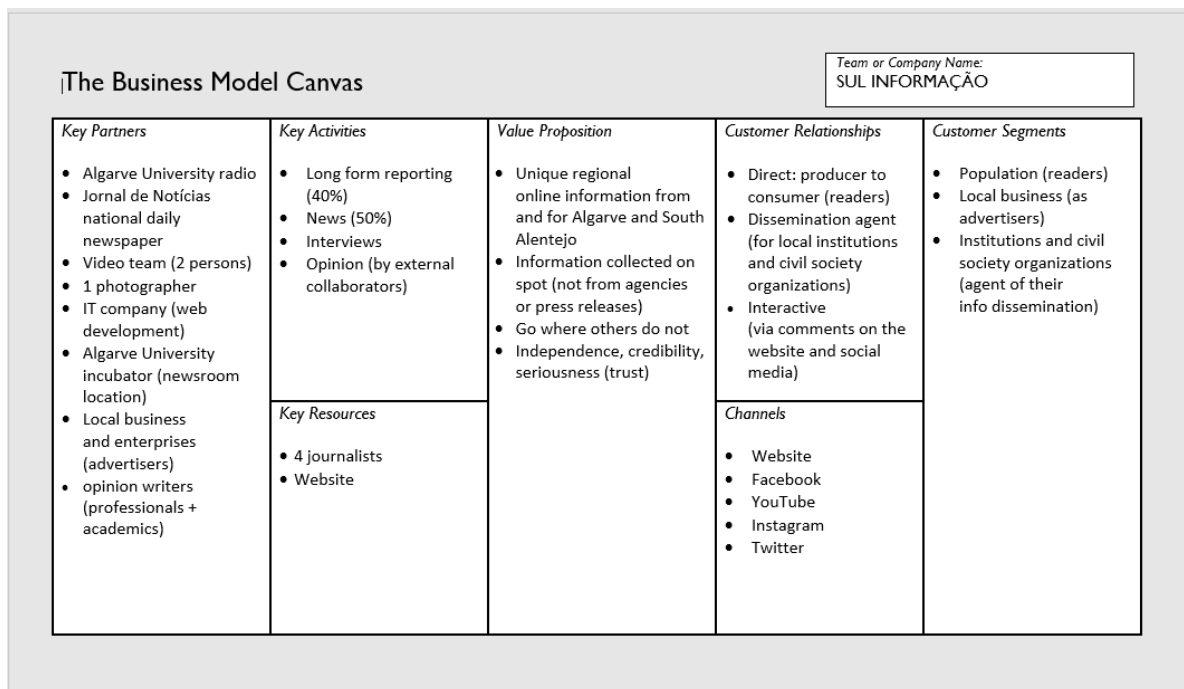 The Business Model Canvas
Team or Company Name:
SUL INFORMAÇÃO
Key Partners
• Algarve University radio
• Jornal de Notícias
national daily
newspaper
• Video team (2 persons)
• 1 photographer
• IT company (web
development)
• Algarve University
incubator (newsroom
location)
• Local business
and enterprises
(advertisers)
• opinion writers
(professionals +
academics)
Key Activities
• Long form reporting
(40%)
• News (50%)
• Interviews
• Opinion (by external
collaborators)
Key Resources
• 4 journalists
• Website
Value Proposition
• Unique regional
online information from
and for Algarve and South
Alentejo
• Information collected on
spot (not from agencies
or press releases)
• Go where others do not
• Independence, credibility,
seriousness (trust)
Customer Relationships
• Direct: producer to
consumer (readers)
• Dissemination agent
(for local institutions
and civil society
organizations)
• Interactive
(via comments on the
website and social
media)
Channels
• Website
• Facebook
• YouTube
• Instagram
• Twitter
Customer Segments
• Population (readers)
• Local business (as
advertisers)
• Institutions and civil
society organizations
(agent of their
info dissemination)